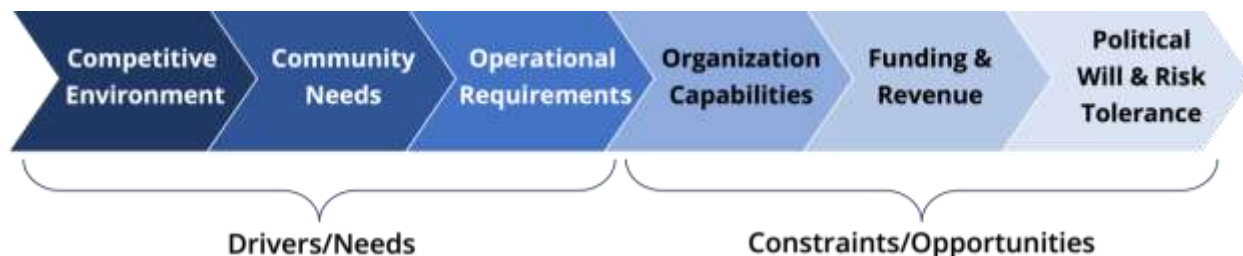 Competitive
Environment
Community
Needs
Operational
Requirements
Organization
Capabilities
Funding &
Revenue
Political
Will & Risk
Tolerance
Drivers/Needs
Constraints/Opportunities